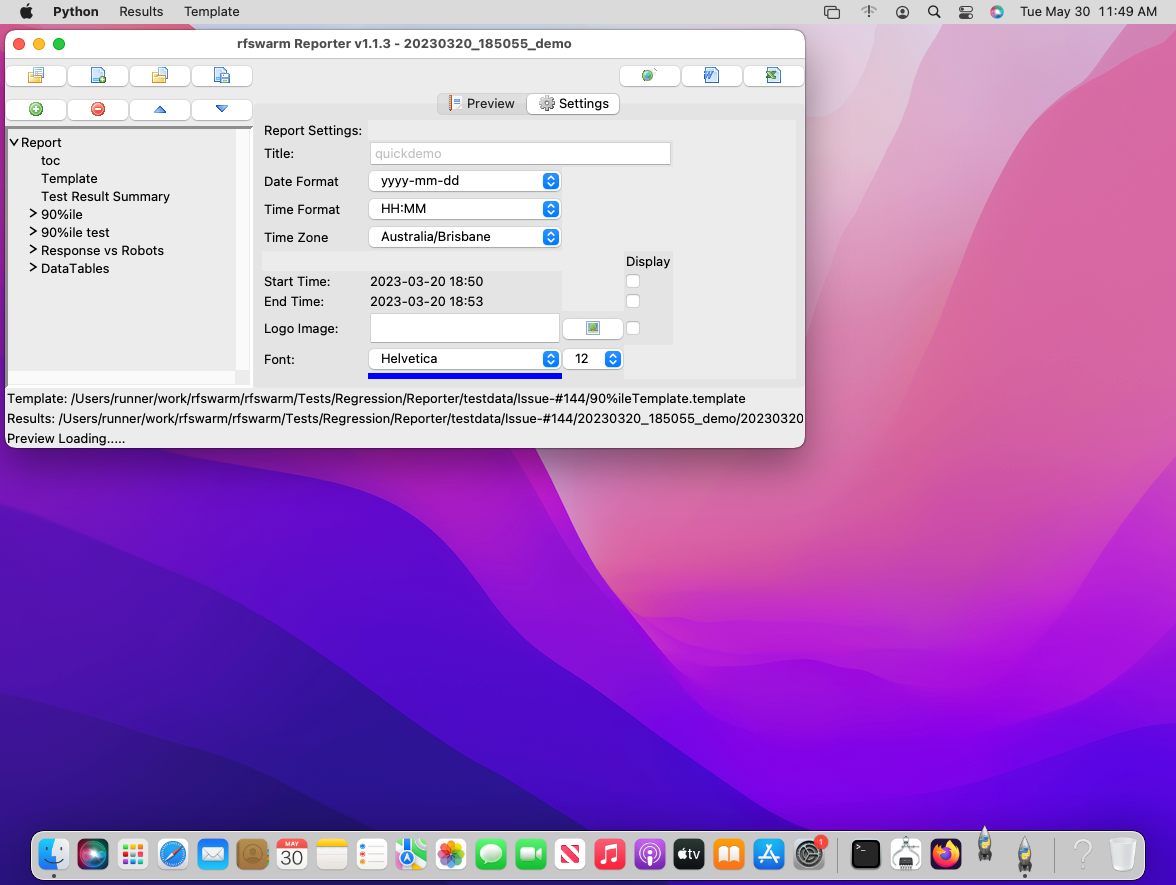 Python Results Template Tue May 30 11:49 AM
rfswarm Reporter v1.1.3 - 20230320_185055_demo
Preview Settings
Report
toc
Template
Test Result Summary
90%ile
90%ile test
Response vs Robots
DataTables
Report Settings:
Title: quickdemo
Date Format yyyy-mm-dd
Time Format HH:MM
Time Zone Australia/Brisbane
Display
Start Time: 2023-03-20 18:50
End Time: 2023-03-20 18:53
Logo Image:
Font: Helvetica 12
Template: /Users/runner/work/rfswarm/rfswarm/Tests/Regression/Reporter/testdata/Issue-#144/90%ileTemplate.template
Results: /Users/runner/work/rfswarm/rfswarm/Tests/Regression/Reporter/testdata/Issue-#144/20230320_185055_demo/20230320
Preview Loading.....
MAY
30
tv
1